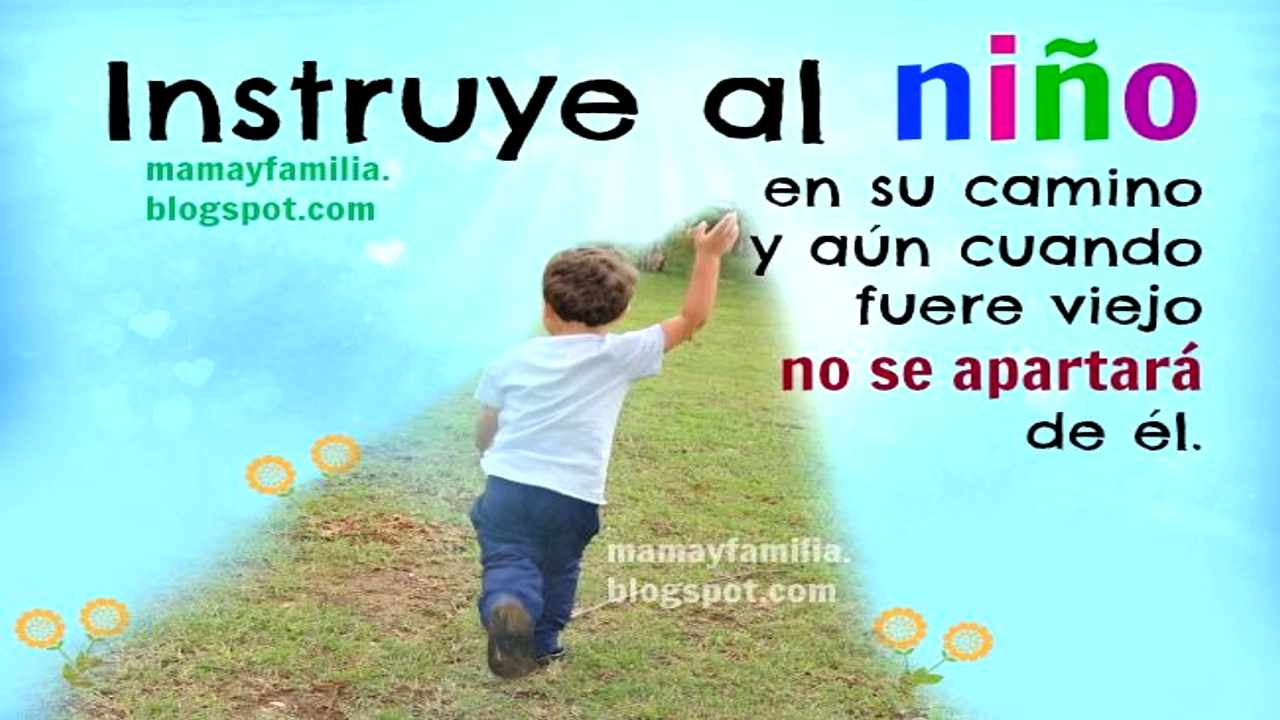 Instruye al niño
mamayfamilia.
blogspot.com
en su camino
y aún cuando
fuere viejo
no se apartará
de él.
mamayfamilia.
blogspot.com